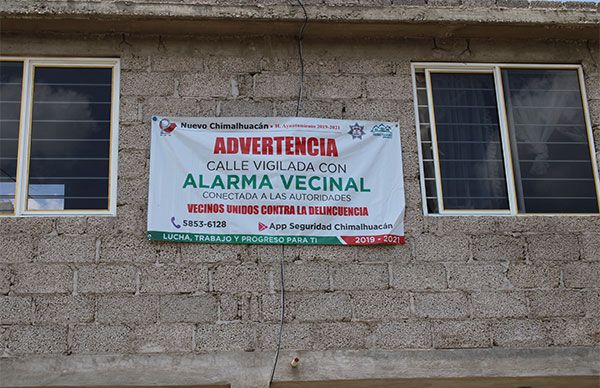 Nuevo Chimalhuacán • H. Ayuntamiento 2019-2021
ADVERTENCIA
CALLE VIGILADA CON
ALARMA VECINAL
CONECTADA A LAS AUTORIDADES
VECINOS UNIDOS CONTRA LA DELINCUENCIA
5853-6128 App Seguridad Chimalhuacán
LUCHA, TRABAJO Y PROGRESO PARA TI 2019 - 2021